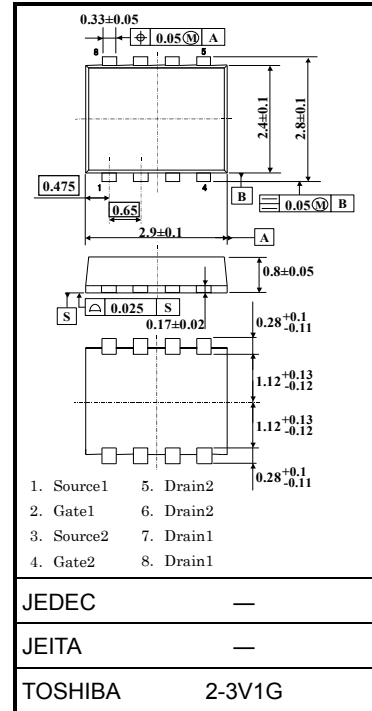 0.33±0.05
⌖ 0.05 Ⓜ A
8 5
2.4±0.1
2.8±0.1
0.475
1 4
0.65
B
⌯ 0.05 Ⓜ B
2.9±0.1
A
0.8±0.05
S
⌓ 0.025 S
0.17±0.02
0.28 +0.1 -0.11
1.12 +0.13 -0.12
1.12 +0.13 -0.12
0.28 +0.1 -0.11
1. Source1 5. Drain2
2. Gate1 6. Drain2
3. Source2 7. Drain1
4. Gate2 8. Drain1
JEDEC —
JEITA —
TOSHIBA 2-3V1G